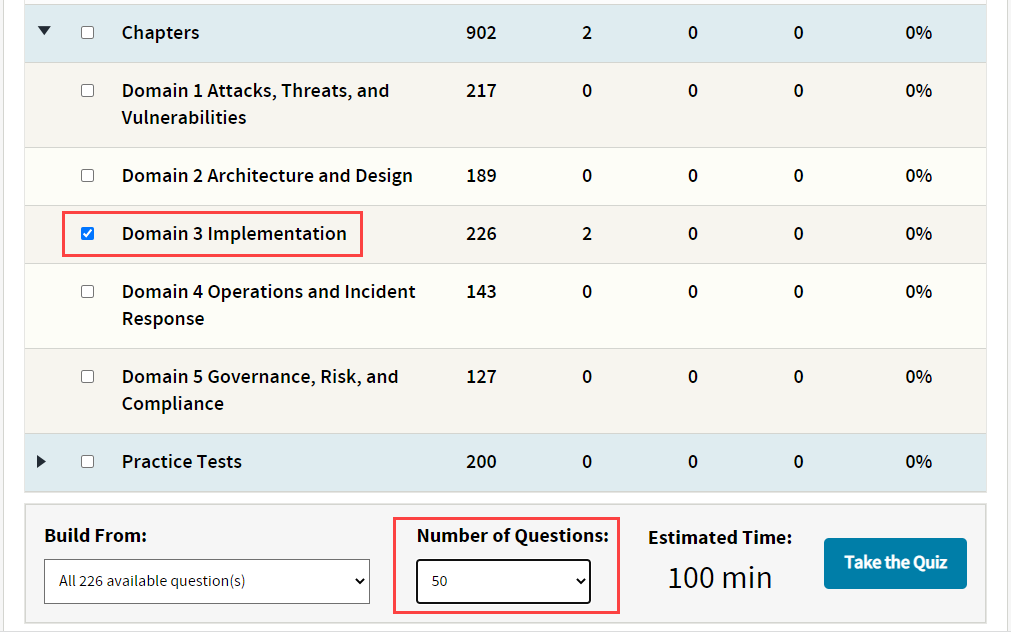 Chapters 902 2 0 0 0%
Domain 1 Attacks, Threats, and 217 0 0 0 0%
Vulnerabilities
Domain 2 Architecture and Design 189 0 0 0 0%
Domain 3 Implementation 226 2 0 0 0%
Domain 4 Operations and Incident 143 0 0 0 0%
Response
Domain 5 Governance, Risk, and 127 0 0 0 0%
Compliance
Practice Tests 200 0 0 0 0%
Build From: Number of Questions: Estimated Time:
All 226 available question(s) 50 100 min Take the Quiz